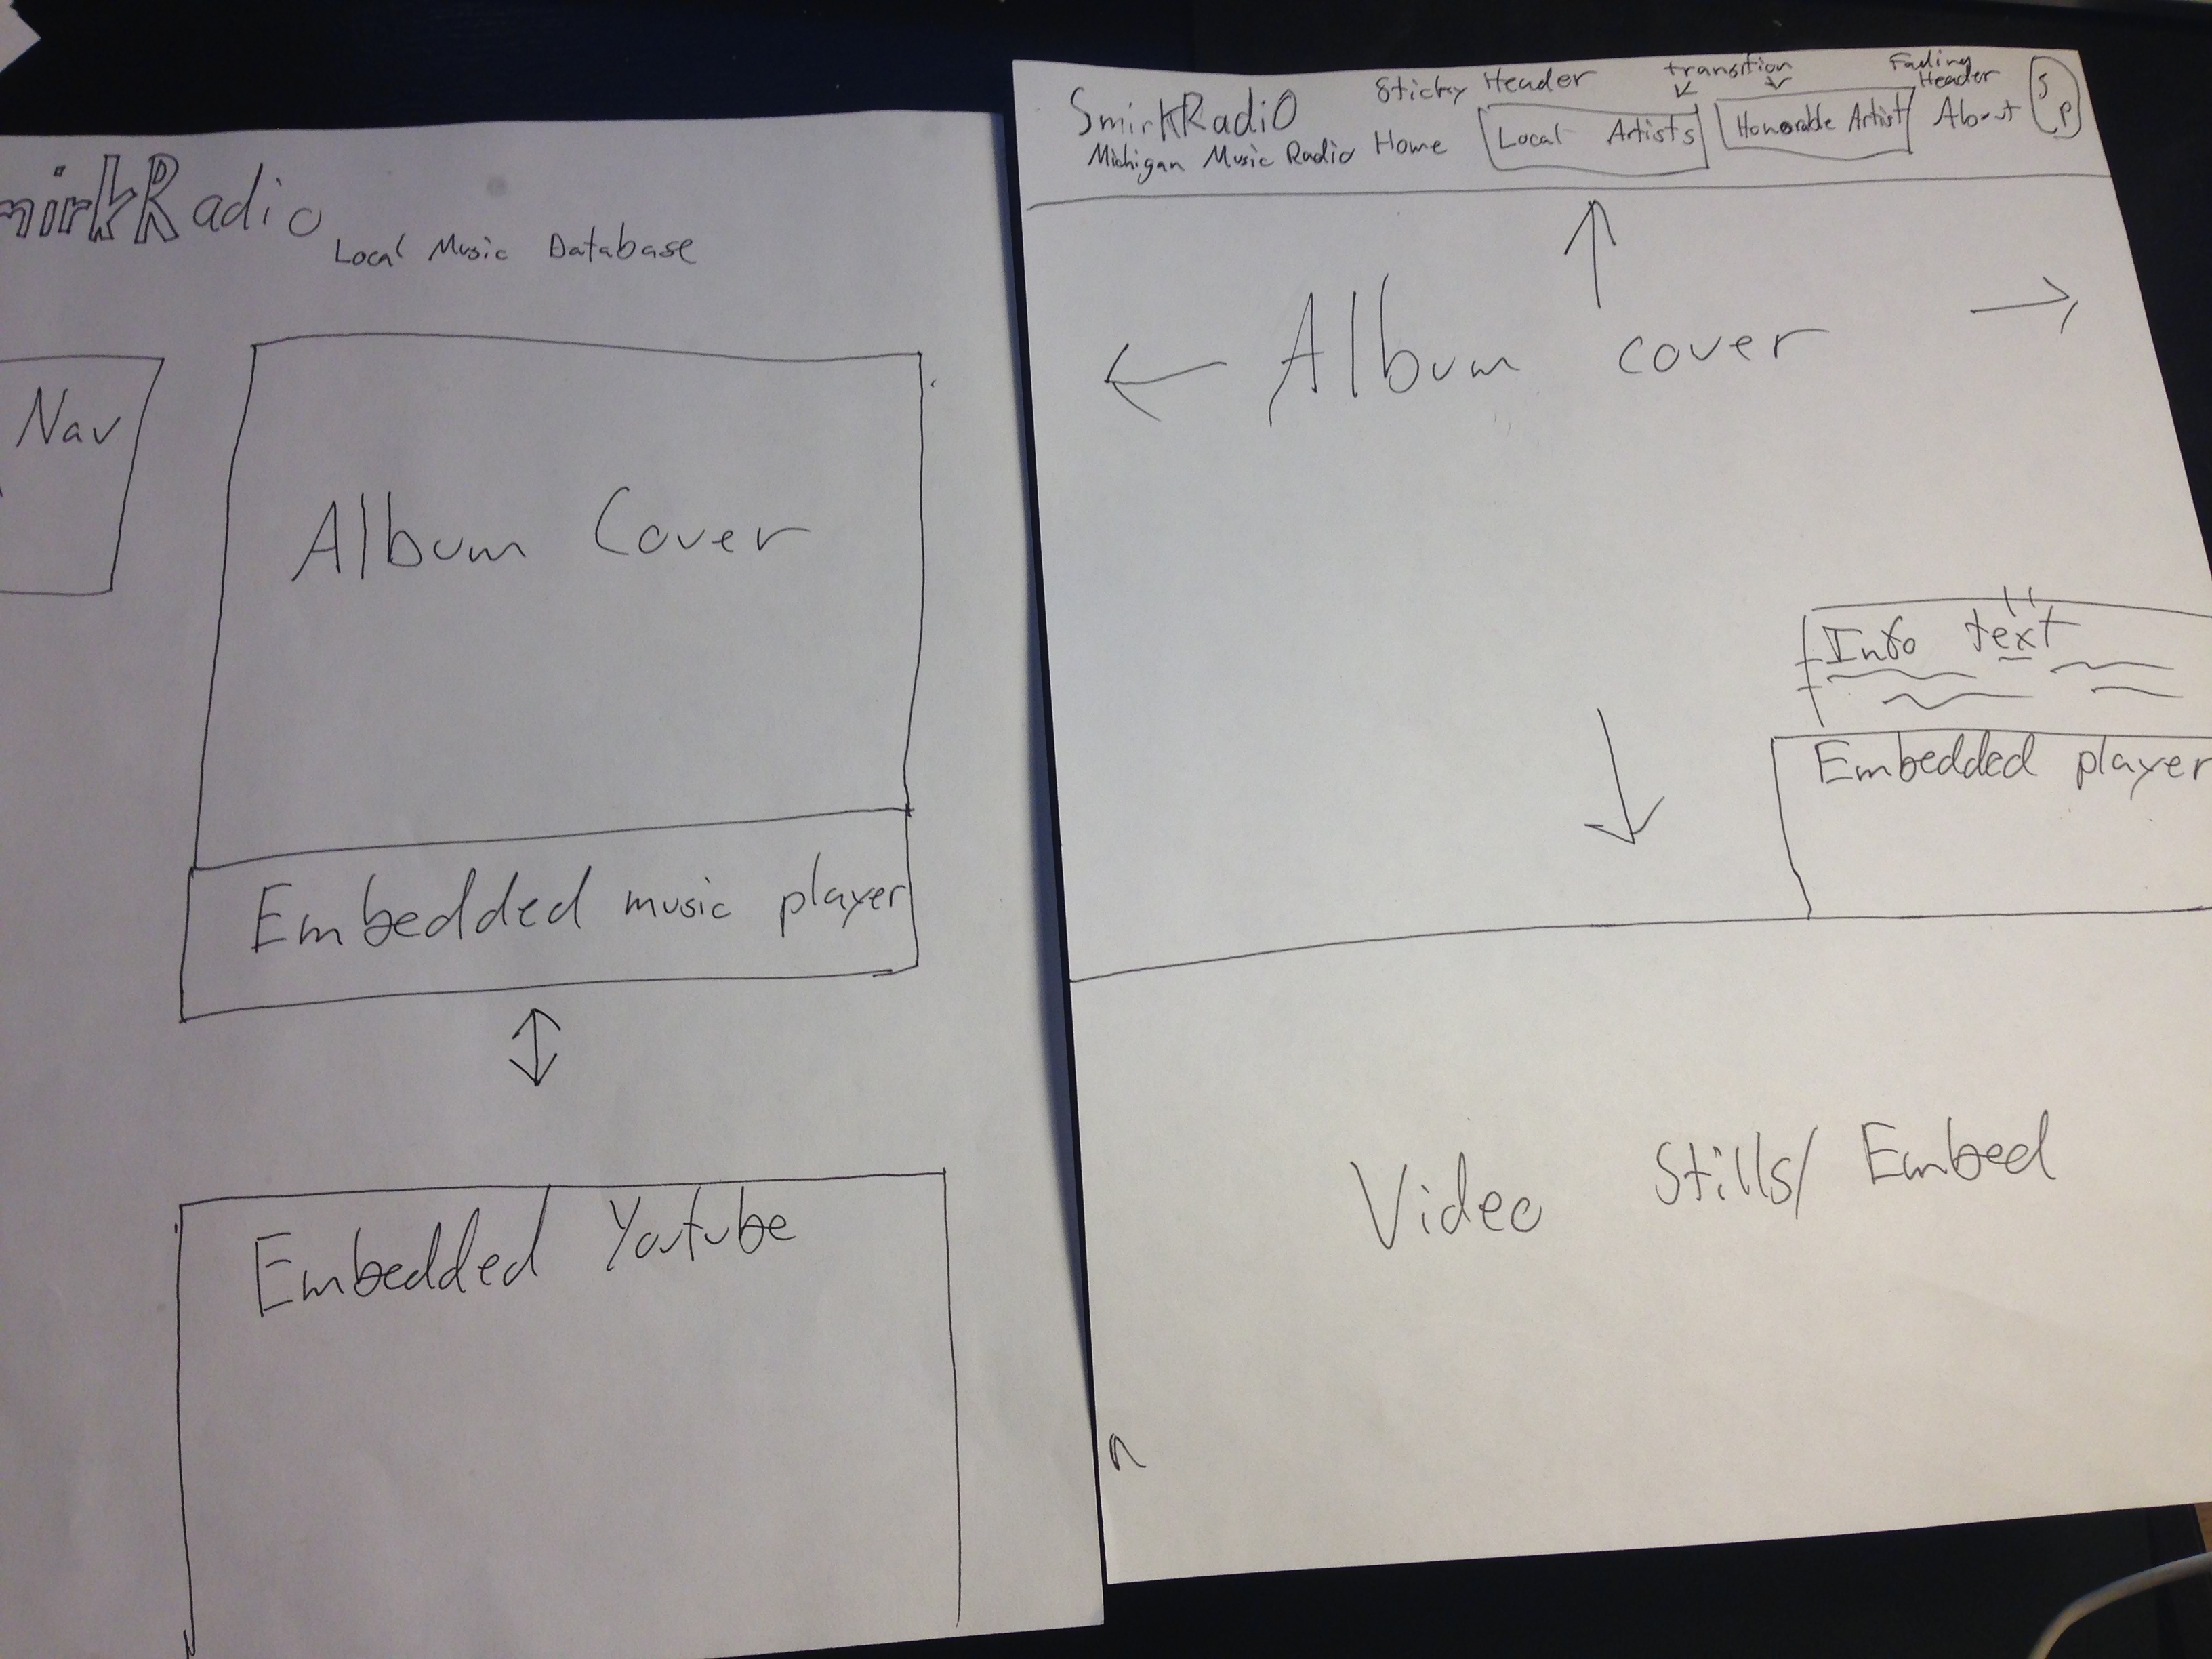 mirkRadio
Local Music Database
Nav
Album Cover
Embedded music player
Embedded Youtube
Sticky Header
transition
Fading
Header
SmirkRadio
Michigan Music Radio
Home
Local Artists
Honorable Artist
About
S
P
Album cover
Info text
Embedded player
Video Stills/ Embed